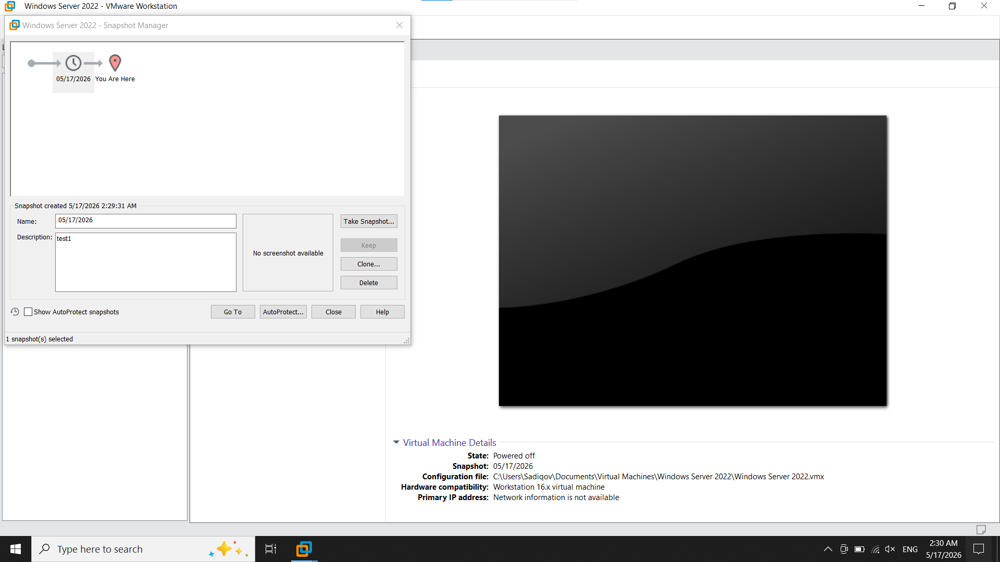 Windows Server 2022 - VMware Workstation
Windows Server 2022 - Snapshot Manager
05/17/2026 You Are Here
Snapshot created 5/17/2026 2:29:31 AM
Name: 05/17/2026
Description: test1
No screenshot available
Take Snapshot...
Keep
Clone...
Delete
Show AutoProtect snapshots
Go To
AutoProtect...
Close
Help
1 snapshot(s) selected
Virtual Machine Details
State: Powered off
Snapshot: 05/17/2026
Configuration file: C:\Users\Sadiqov\Documents\Virtual Machines\Windows Server 2022\Windows Server 2022.vmx
Hardware compatibility: Workstation 16.x virtual machine
Primary IP address: Network information is not available
Type here to search
ENG
2:30 AM
5/17/2026